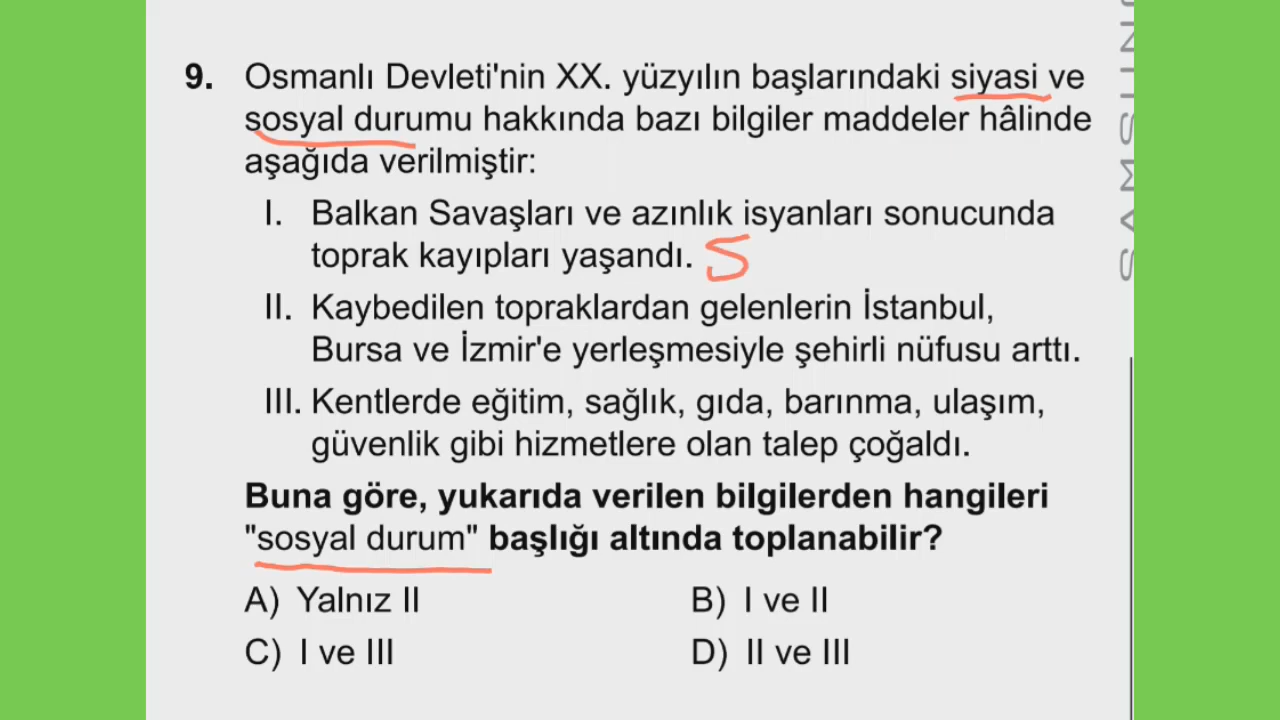 9. Osmanlı Devleti'nin XX. yüzyılın başlarındaki siyasi ve
sosyal durumu hakkında bazı bilgiler maddeler hâlinde
aşağıda verilmiştir:
I. Balkan Savaşları ve azınlık isyanları sonucunda
toprak kayıpları yaşandı. S
II. Kaybedilen topraklardan gelenlerin İstanbul,
Bursa ve İzmir'e yerleşmesiyle şehirli nüfusu arttı.
III. Kentlerde eğitim, sağlık, gıda, barınma, ulaşım,
güvenlik gibi hizmetlere olan talep çoğaldı.
Buna göre, yukarıda verilen bilgilerden hangileri
"sosyal durum" başlığı altında toplanabilir?
A) Yalnız II
B) I ve II
C) I ve III
D) II ve III